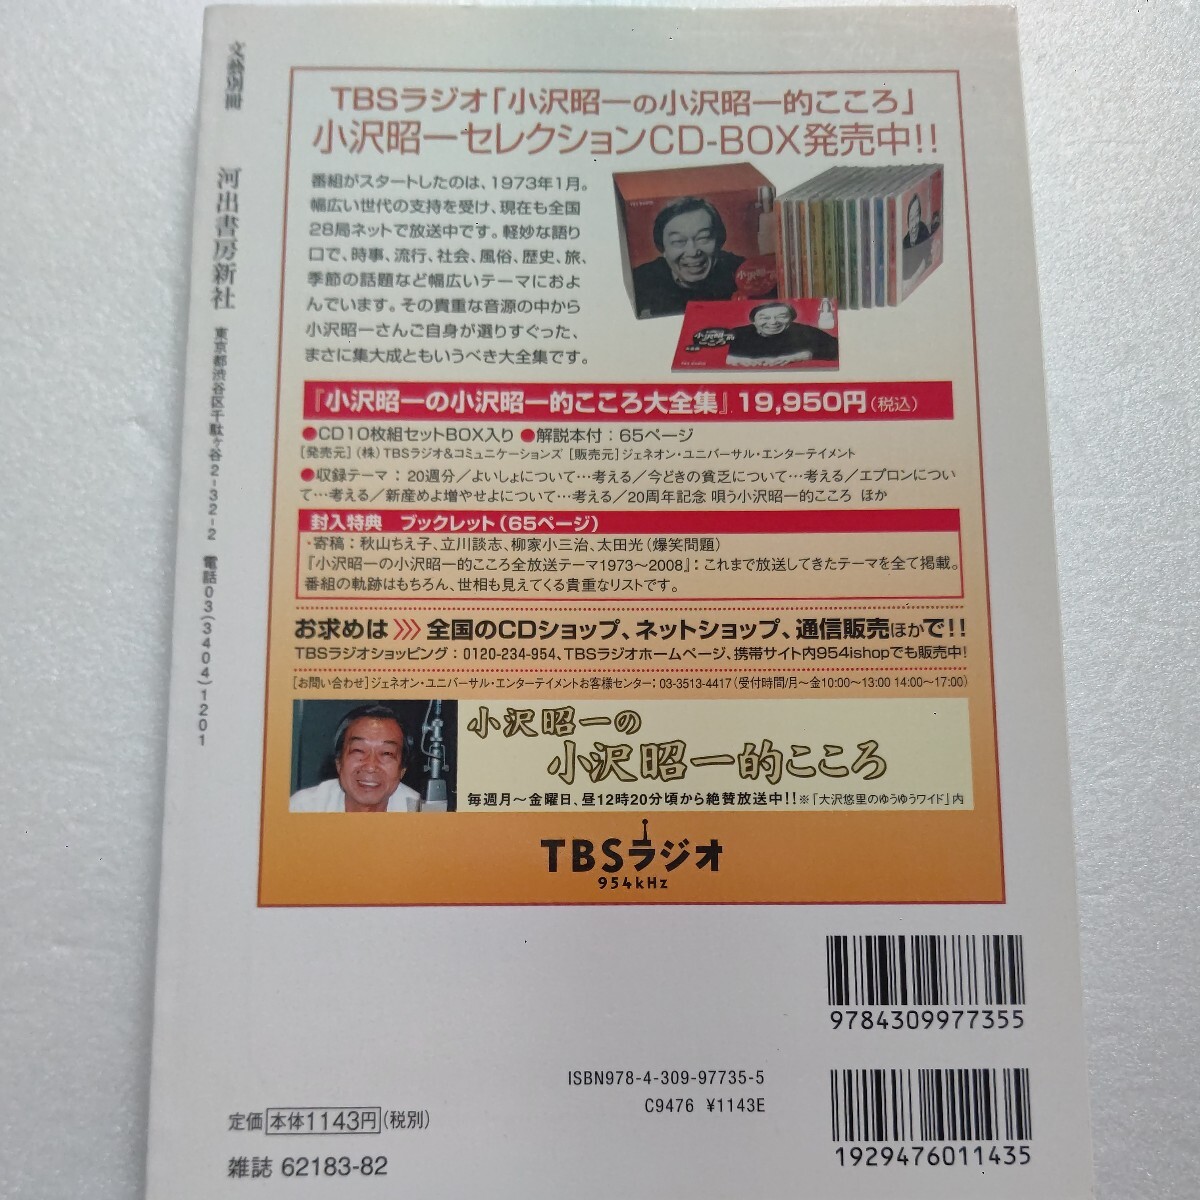 文藝別冊
河出書房新社
東京都渋谷区千駄ヶ谷2-32-2 電話03(3404)1201
TBSラジオ「小沢昭一の小沢昭一的こころ」
小沢昭一セレクションCD-BOX発売中!!
番組がスタートしたのは、1973年1月。
幅広い世代の支持を受け、現在も全国
28局ネットで放送中です。軽妙な語り
口で、時事、流行、社会、風俗、歴史、旅、
季節の話題など幅広いテーマにおよ
んでいます。その貴重な音源の中から
小沢昭一さんご自身が選りすぐった、
まさに集大成ともいうべき大全集です。
『小沢昭一の小沢昭一的こころ大全集』19,950円(税込)
●CD10枚組セットBOX入り ●解説本付：65ページ
[発売元](株)TBSラジオ&コミュニケーションズ [販売元]ジェネオン・ユニバーサル・エンターテイメント
●収録テーマ：20週分／よいしょについて…考える／今どきの貧乏について…考える／エプロンについ
て…考える／新産めよ増やせよについて…考える／20周年記念 唄う小沢昭一的こころ ほか
封入特典 ブックレット(65ページ)
・寄稿：秋山ちえ子、立川談志、柳家小三治、太田光(爆笑問題)
『小沢昭一の小沢昭一的こころ全放送テーマ1973〜2008』：これまで放送してきたテーマを全て掲載。
番組の軌跡はもちろん、世相も見えてくる貴重なリストです。
お求めは 》》 全国のCDショップ、ネットショップ、通信販売ほかで!!
TBSラジオショッピング：0120-234-954、TBSラジオホームページ、携帯サイト内954ishopでも販売中!
[お問い合わせ]ジェネオン・ユニバーサル・エンターテイメントお客様センター：03-3513-4417(受付時間/月〜金10:00〜13:00 14:00〜17:00)
小沢昭一の
小沢昭一的こころ
毎週月〜金曜日、昼12時20分頃から絶賛放送中!!※「大沢悠里のゆうゆうワイド」内
TBSラジオ
954kHz
9784309977355
ISBN978-4-309-97735-5
C9476 ¥1143E
1929476011435
定価 本体1143円(税別)
雑誌 62183-82